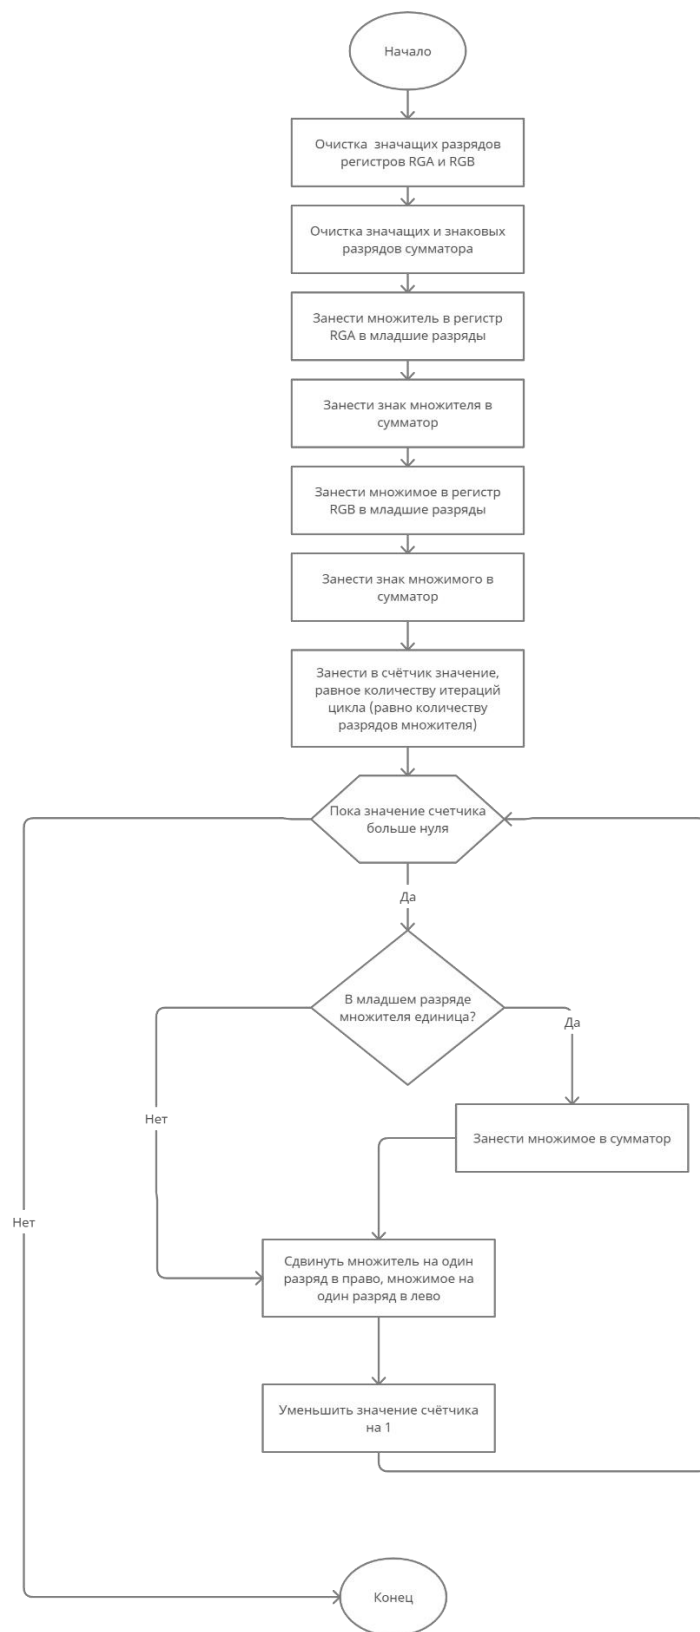 Начало
Очистка значащих разрядов
регистров RGA и RGB
Очистка значащих и знаковых
разрядов сумматора
Занести множитель в регистр
RGA в младшие разряды
Занести знак множителя в
сумматор
Занести множимое в регистр
RGB в младшие разряды
Занести знак множимого в
сумматор
Занести в счётчик значение,
равное количеству итераций
цикла (равно количеству
разрядов множителя)
Пока значение счетчика
больше нуля
Да
В младшем разряде
множителя единица?
Да
Нет
Занести множимое в сумматор
Нет
Сдвинуть множитель на один
разряд в право, множимое на
один разряд в лево
Уменьшить значение счётчика
на 1
Конец